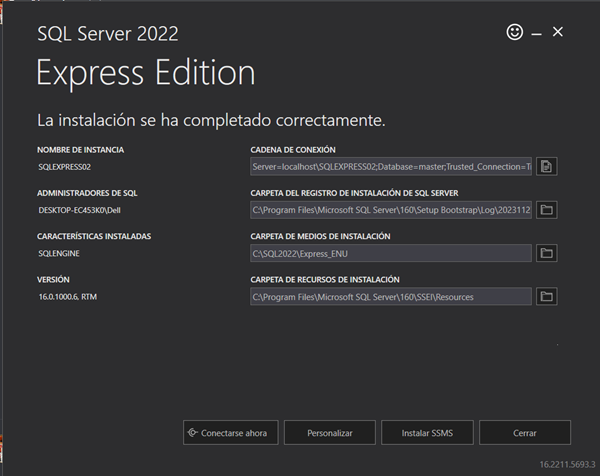 SQL Server 2022
Express Edition
La instalación se ha completado correctamente.
NOMBRE DE INSTANCIA
SQLEXPRESS02
CADENA DE CONEXIÓN
Server=localhost\SQLEXPRESS02;Database=master;Trusted_Connection=T
ADMINISTRADORES DE SQL
DESKTOP-EC453K0\Dell
CARPETA DEL REGISTRO DE INSTALACIÓN DE SQL SERVER
C:\Program Files\Microsoft SQL Server\160\Setup Bootstrap\Log\2023112
CARACTERÍSTICAS INSTALADAS
SQLENGINE
CARPETA DE MEDIOS DE INSTALACIÓN
C:\SQL2022\Express_ENU
VERSIÓN
16.0.1000.6, RTM
CARPETA DE RECURSOS DE INSTALACIÓN
C:\Program Files\Microsoft SQL Server\160\SSEI\Resources
Conectarse ahora
Personalizar
Instalar SSMS
Cerrar
16.2211.5693.3